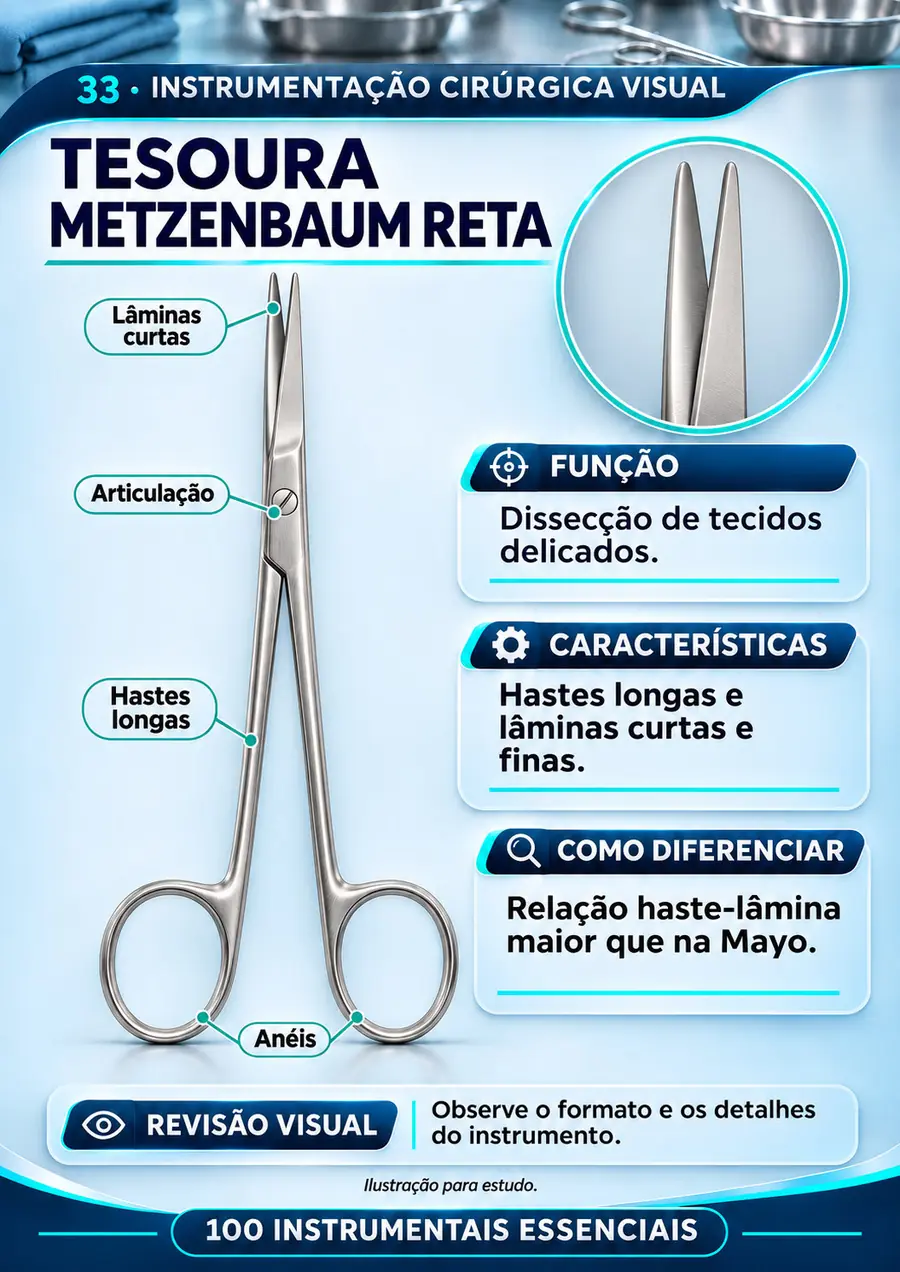 33 • INSTRUMENTAÇÃO CIRÚRGICA VISUAL
TESOURA
METZENBAUM RETA
Lâminas
curtas
Articulação
Hastes
longas
Anéis
FUNÇÃO
Dissecção de tecidos
delicados.
CARACTERÍSTICAS
Hastes longas e
lâminas curtas e
finas.
COMO DIFERENCIAR
Relação haste-lâmina
maior que na Mayo.
REVISÃO VISUAL
Observe o formato e os detalhes
do instrumento.
Ilustração para estudo.
100 INSTRUMENTAIS ESSENCIAIS